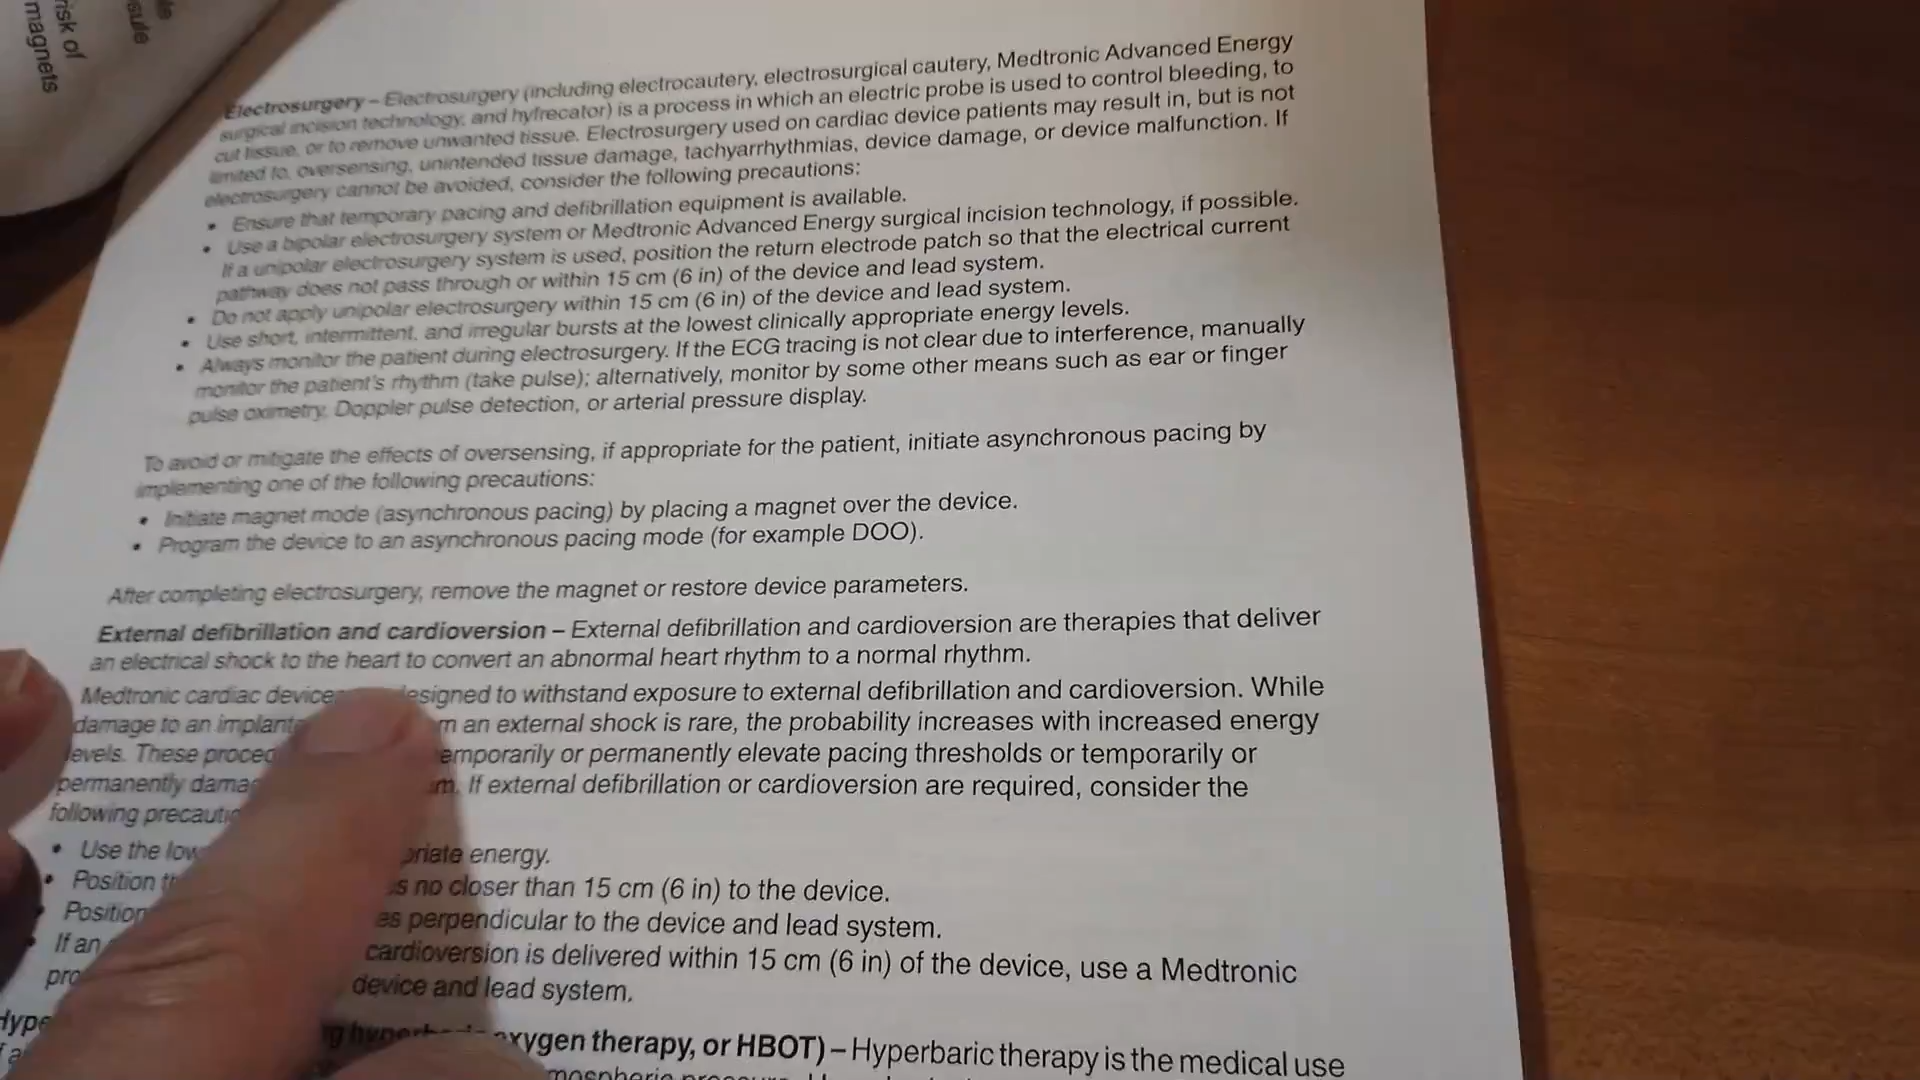 risk of
magnets
Electrosurgery – Electrosurgery (including electrocautery, electrosurgical cautery, Medtronic Advanced Energy
surgical incision technology, and hyfrecator) is a process in which an electric probe is used to control bleeding, to
cut tissue, or to remove unwanted tissue. Electrosurgery used on cardiac device patients may result in, but is not
limited to, oversensing, unintended tissue damage, tachyarrhythmias, device damage, or device malfunction. If
electrosurgery cannot be avoided, consider the following precautions:
• Ensure that temporary pacing and defibrillation equipment is available.
• Use a bipolar electrosurgery system or Medtronic Advanced Energy surgical incision technology, if possible.
If a unipolar electrosurgery system is used, position the return electrode patch so that the electrical current
pathway does not pass through or within 15 cm (6 in) of the device and lead system.
• Do not apply unipolar electrosurgery within 15 cm (6 in) of the device and lead system.
• Use short, intermittent, and irregular bursts at the lowest clinically appropriate energy levels.
• Always monitor the patient during electrosurgery. If the ECG tracing is not clear due to interference, manually
monitor the patient's rhythm (take pulse); alternatively, monitor by some other means such as ear or finger
pulse oximetry, Doppler pulse detection, or arterial pressure display.
To avoid or mitigate the effects of oversensing, if appropriate for the patient, initiate asynchronous pacing by
implementing one of the following precautions:
• Initiate magnet mode (asynchronous pacing) by placing a magnet over the device.
• Program the device to an asynchronous pacing mode (for example DOO).
After completing electrosurgery, remove the magnet or restore device parameters.
External defibrillation and cardioversion – External defibrillation and cardioversion are therapies that deliver
an electrical shock to the heart to convert an abnormal heart rhythm to a normal rhythm.
Medtronic cardiac device designed to withstand exposure to external defibrillation and cardioversion. While
damage to an an external shock is rare, the probability increases with increased energy
levels. These temporarily or permanently elevate pacing thresholds or temporarily or
permanently If external defibrillation or cardioversion are required, consider the
following
• Use the energy.
• Position no closer than 15 cm (6 in) to the device.
• Position perpendicular to the device and lead system.
• If an cardioversion is delivered within 15 cm (6 in) of the device, use a Medtronic
device and lead system.
oxygen therapy, or HBOT) – Hyperbaric therapy is the medical use